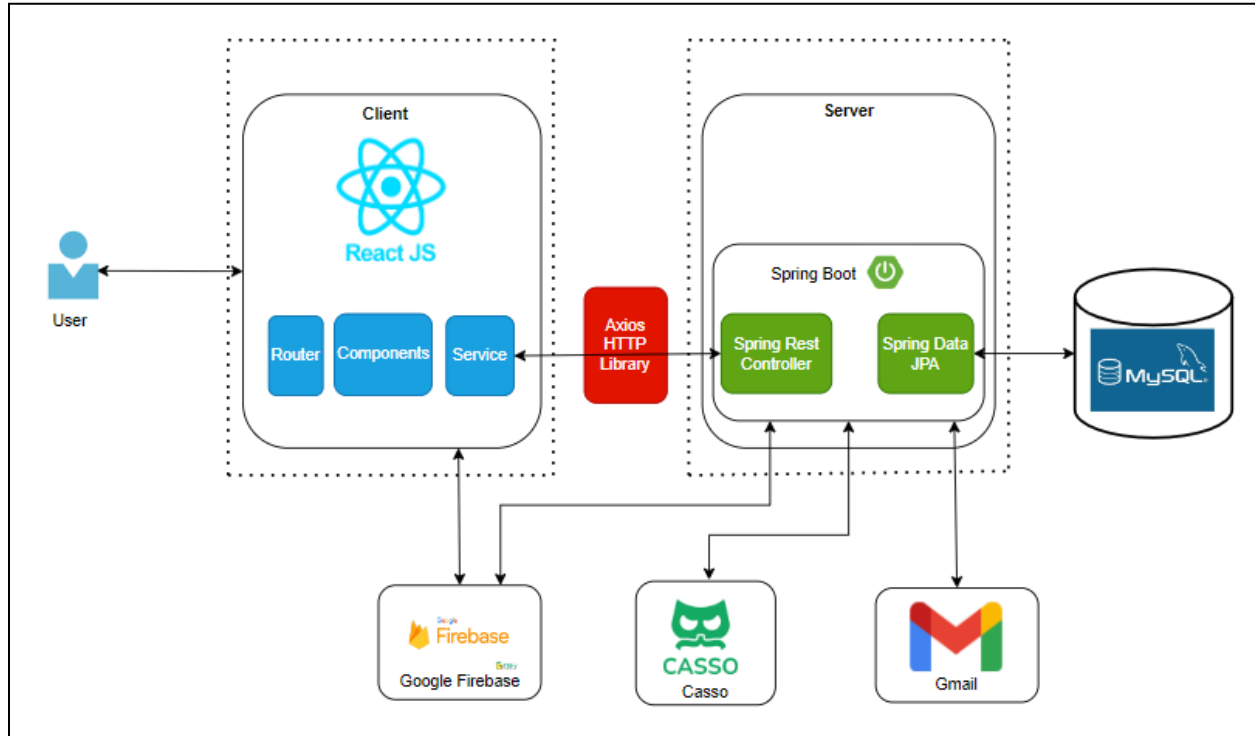 Client
Server
React JS
Spring Boot
User
Router
Components
Service
Axios
HTTP
Library
Spring Rest
Controller
Spring Data
JPA
MySQL
Google
Firebase
Google Firebase
CASSO
Casso
Gmail